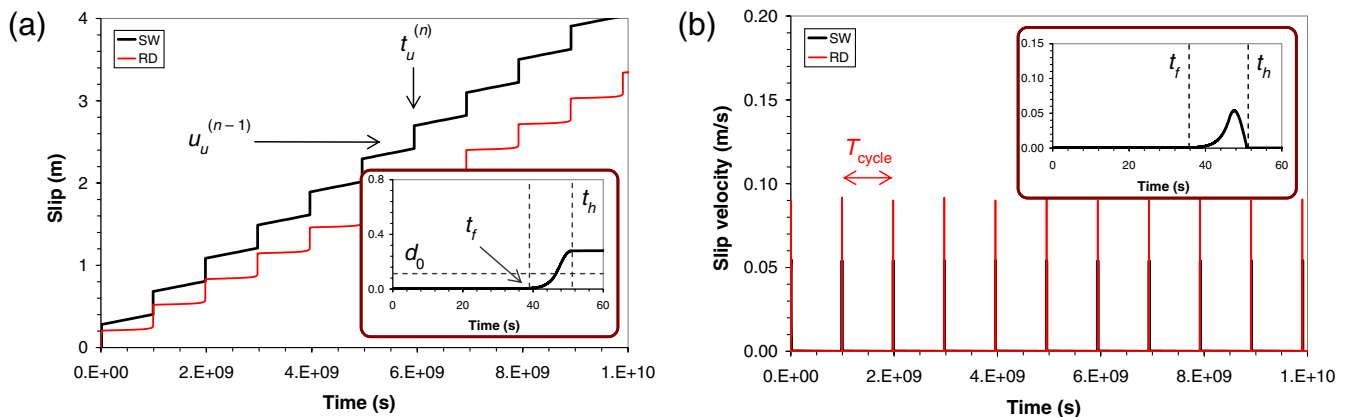 (a)
4
3
2
1
0
Slip (m)
SW
RD
t_u^(n)
u_u^(n−1)
0.8
0.4
0.0
d_0
t_f
t_h
0 20 40 60
Time (s)
0.E+00 2.E+09 4.E+09 6.E+09 8.E+09 1.E+10
Time (s)
(b)
0.20
0.15
0.10
0.05
0.00
Slip velocity (m/s)
SW
RD
T_cycle
0.15
0.10
0.05
0.00
t_f
t_h
0 20 40 60
Time (s)
0.E+00 2.E+09 4.E+09 6.E+09 8.E+09 1.E+10
Time (s)